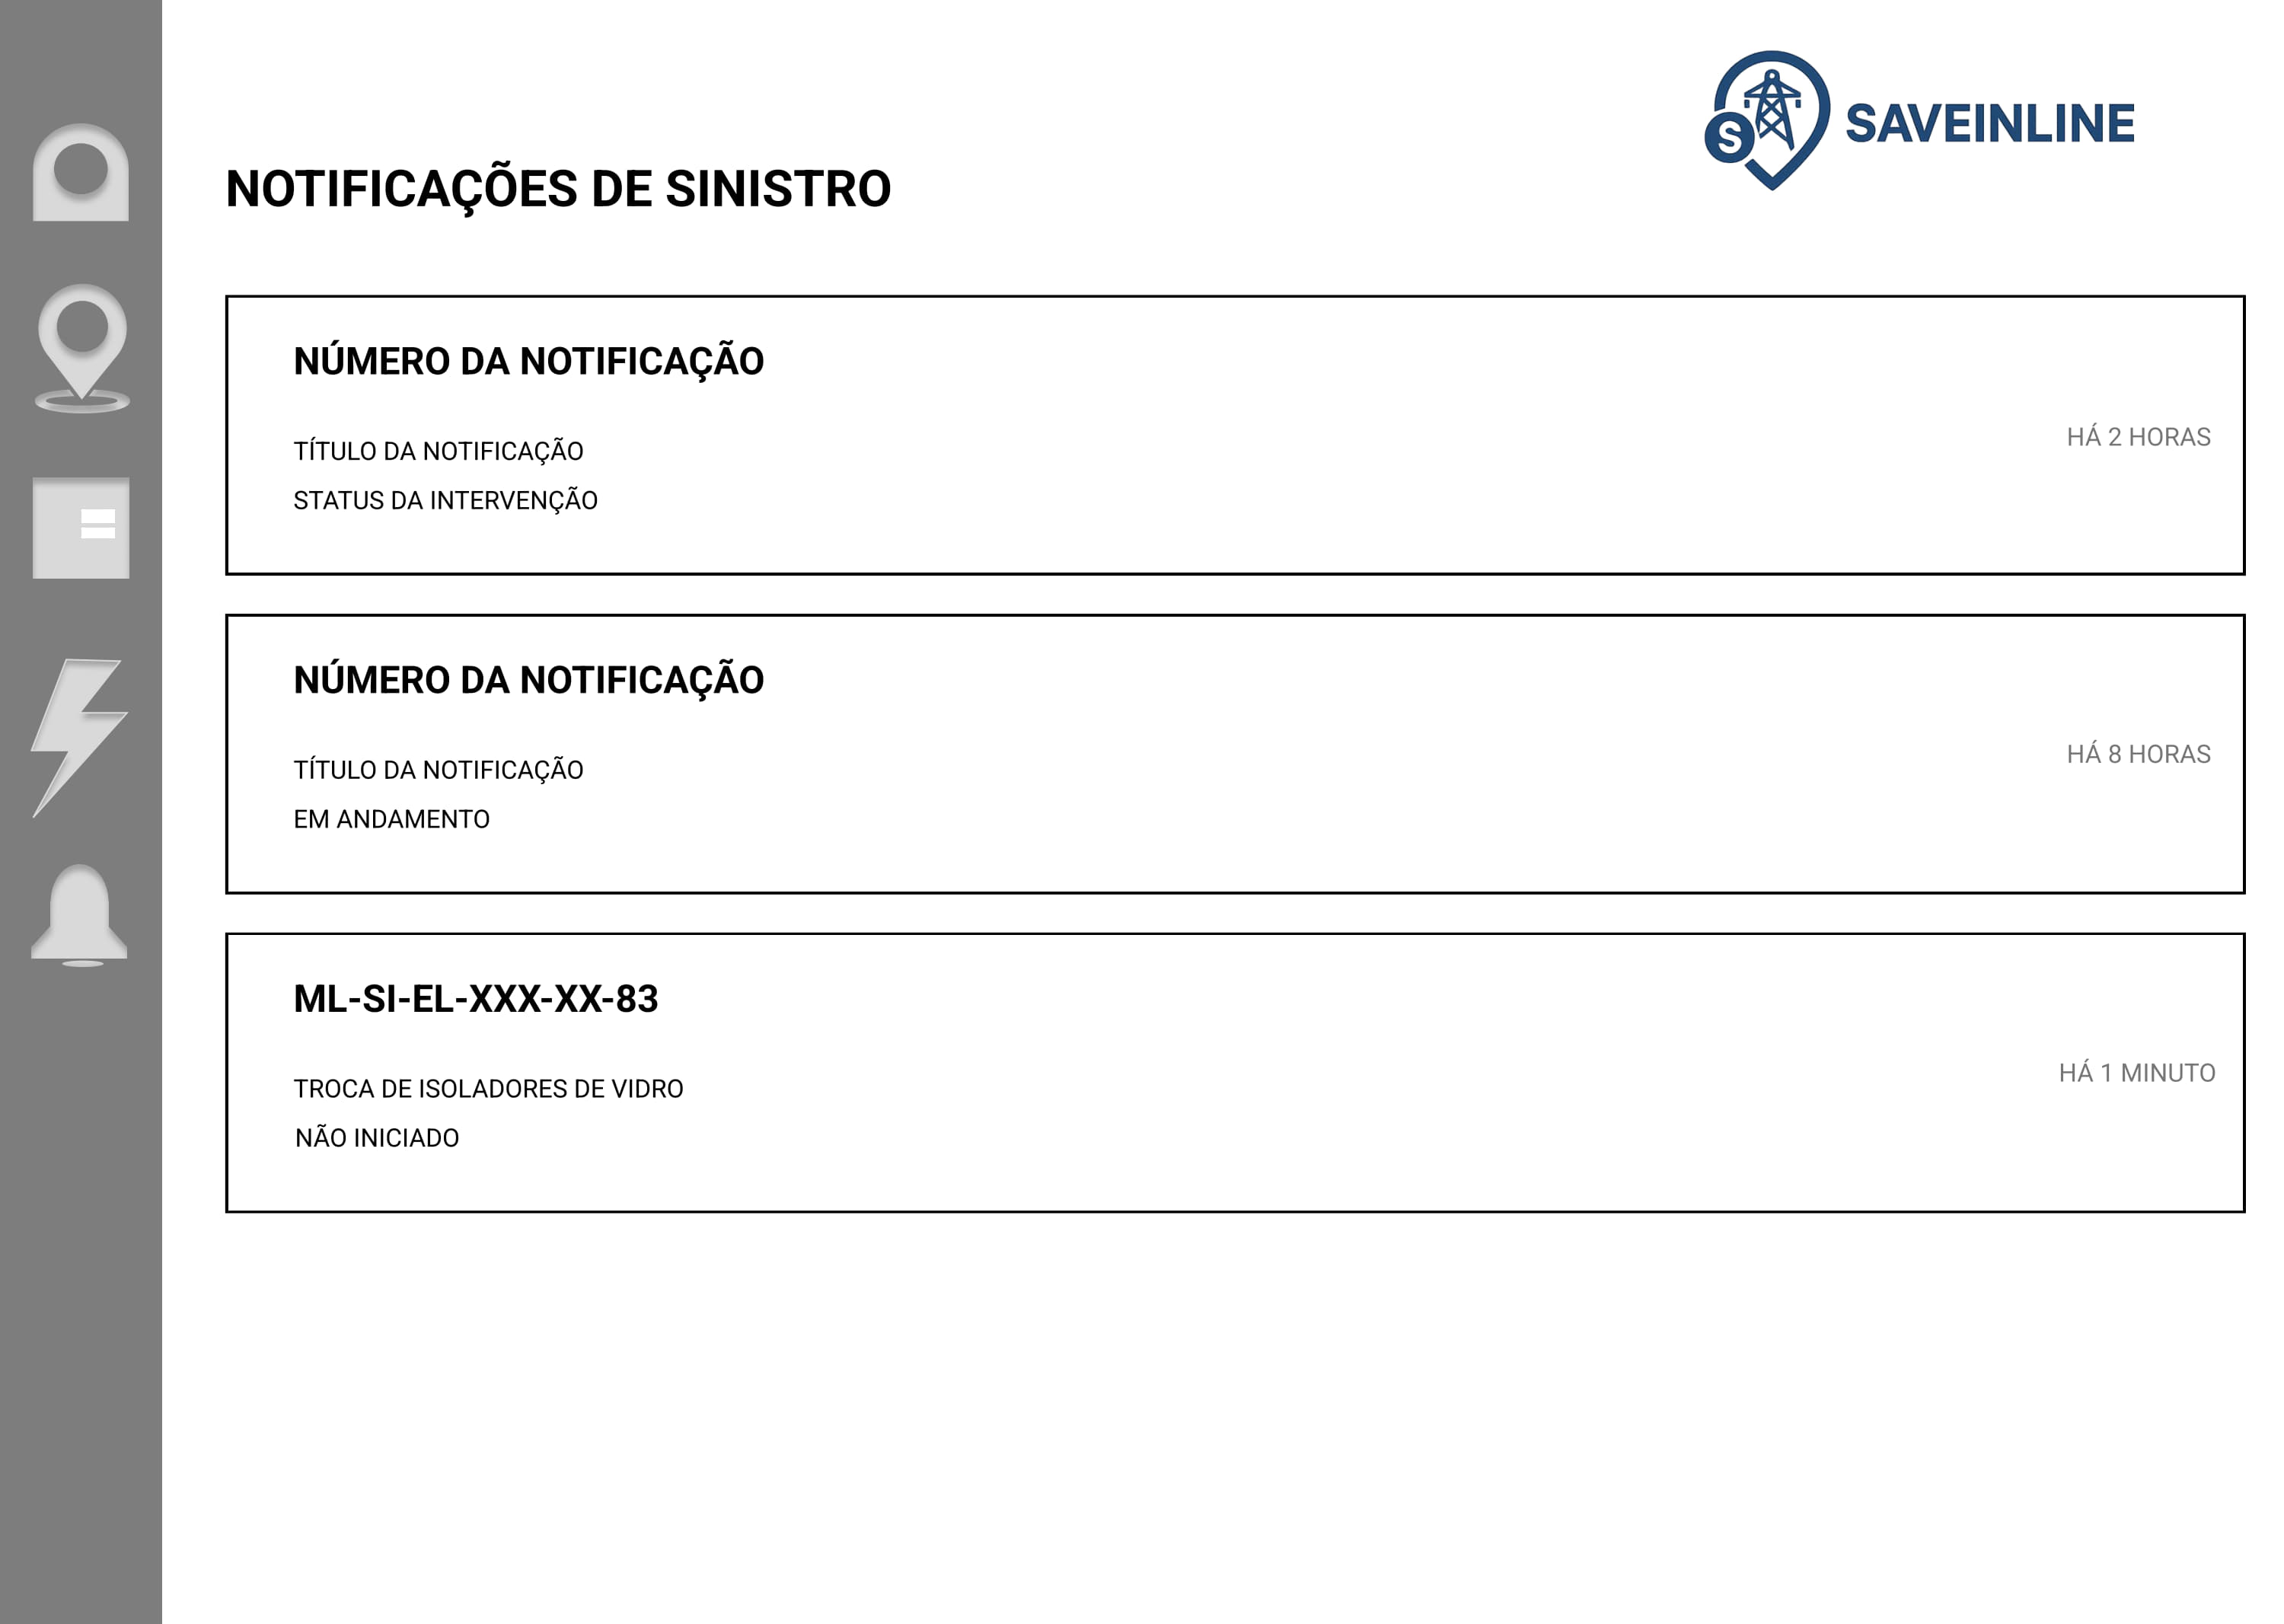 S
SAVEINLINE
NOTIFICAÇÕES DE SINISTRO
NÚMERO DA NOTIFICAÇÃO
TÍTULO DA NOTIFICAÇÃO
HÁ 2 HORAS
STATUS DA INTERVENÇÃO
NÚMERO DA NOTIFICAÇÃO
HÁ 8 HORAS
TÍTULO DA NOTIFICAÇÃO
EM ANDAMENTO
ML-SI-EL-XXX-XX-83
HÁ 1 MINUTO
TROCA DE ISOLADORES DE VIDRO
NÃO INICIADO